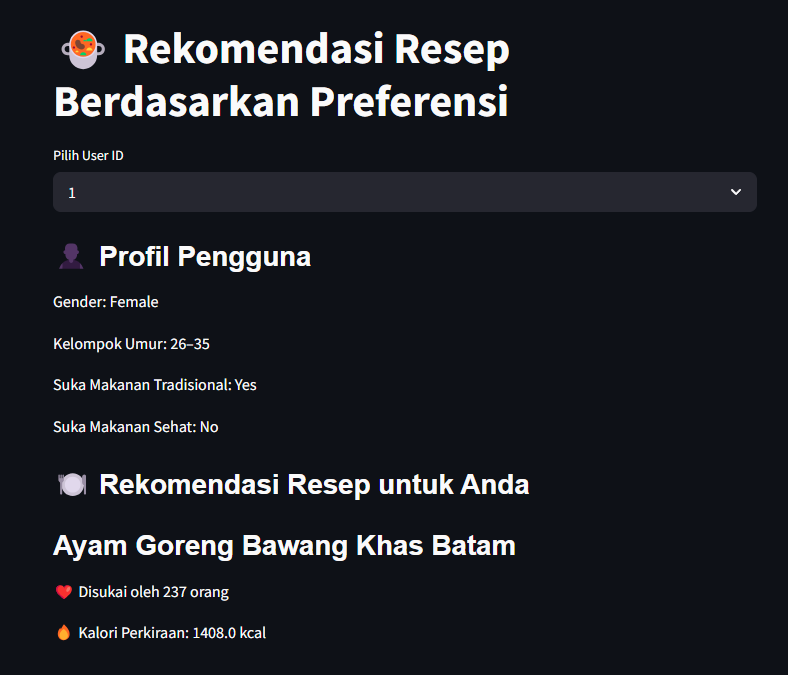 Rekomendasi Resep
Berdasarkan Preferensi
Pilih User ID
1
Profil Pengguna
Gender: Female
Kelompok Umur: 26–35
Suka Makanan Tradisional: Yes
Suka Makanan Sehat: No
Rekomendasi Resep untuk Anda
Ayam Goreng Bawang Khas Batam
Disukai oleh 237 orang
Kalori Perkiraan: 1408.0 kcal